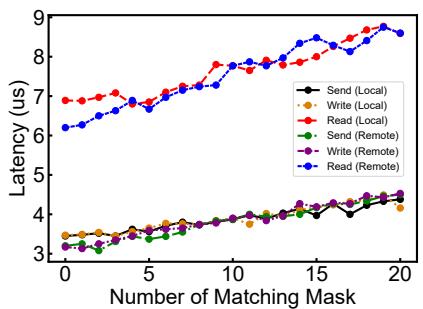 9
8
7
6
5
4
3
Latency (us)
Send (Local)
Write (Local)
Read (Local)
Send (Remote)
Write (Remote)
Read (Remote)
0 5 10 15 20
Number of Matching Mask